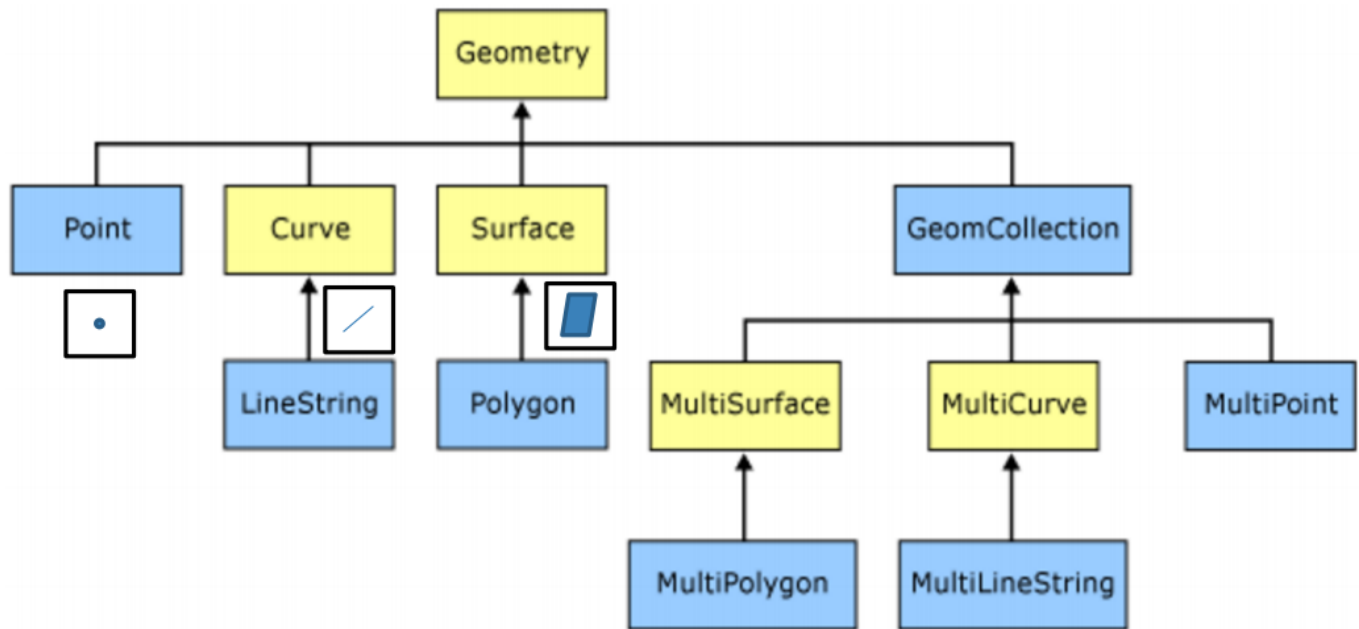 Geometry
Point
Curve
Surface
GeomCollection
LineString
Polygon
MultiSurface
MultiCurve
MultiPoint
MultiPolygon
MultiLineString